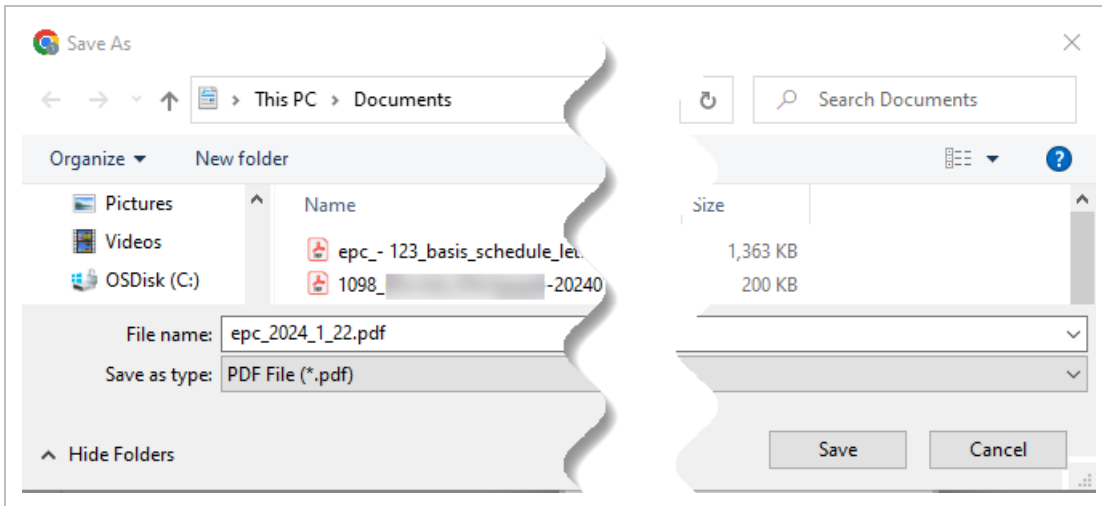 Save As
This PC > Documents
Search Documents
Organize
New folder
Pictures
Name
Size
Videos
epc_- 123_basis_schedule_let
1,363 KB
OSDisk (C:)
1098_ -20240
200 KB
File name: epc_2024_1_22.pdf
Save as type: PDF File (*.pdf)
Hide Folders
Save
Cancel